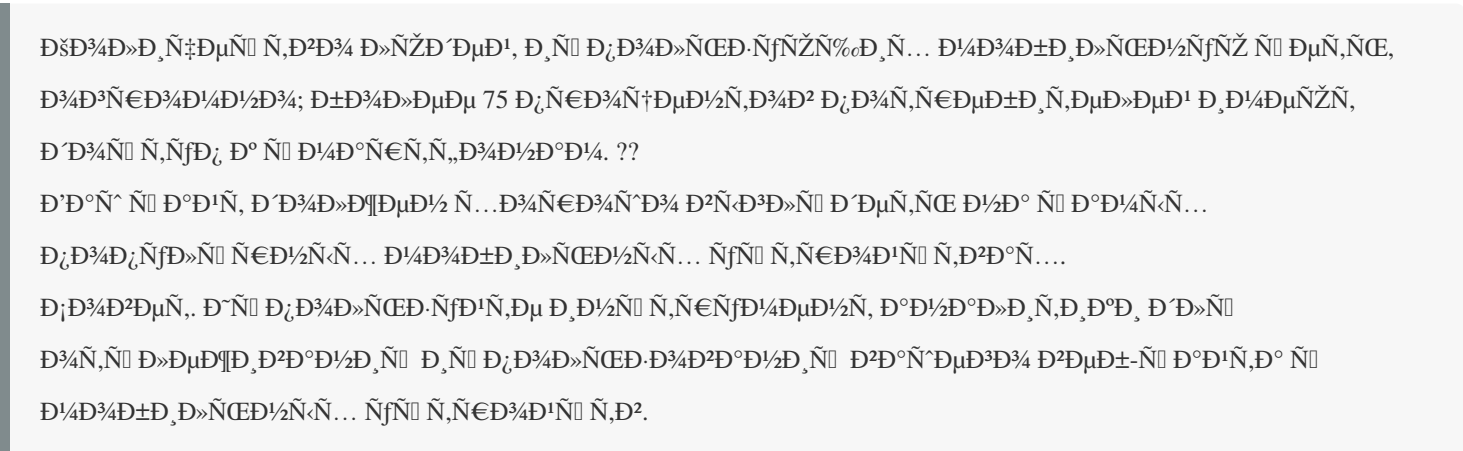 ÐšÐ¾Ð»Ð¸Ñ‡ÐµÑ Ñ‚Ð²Ð¾ Ð»ÑŽÐ´ÐµÐ¹, Ð¸Ñ Ð¿Ð¾Ð»ÑŒÐ·ÑƒÑŽÑ‰Ð¸Ñ… Ð¼Ð¾Ð±Ð¸Ð»ÑŒÐ½ÑƒÑŽ Ñ ÐµÑ‚ÑŒ,
Ð¾Ð³Ñ€Ð¾Ð¼Ð½Ð¾; Ð±Ð¾Ð»ÐµÐµ 75 Ð¿Ñ€Ð¾Ñ†ÐµÐ½Ñ‚Ð¾Ð² Ð¿Ð¾Ñ‚Ñ€ÐµÐ±Ð¸Ñ‚ÐµÐ»ÐµÐ¹ Ð¸Ð¼ÐµÑŽÑ‚
Ð´Ð¾Ñ Ñ‚ÑƒÐ¿ Ðº Ñ Ð¼Ð°Ñ€Ñ‚Ñ„Ð¾Ð½Ð°Ð¼. ??
Ð’Ð°Ñˆ Ñ Ð°Ð¹Ñ‚ Ð´Ð¾Ð»Ð¶ÐµÐ½ Ñ…Ð¾Ñ€Ð¾ÑˆÐ¾ Ð²Ñ‹Ð³Ð»Ñ Ð´ÐµÑ‚ÑŒ Ð½Ð° Ñ Ð°Ð¼Ñ‹Ñ…
Ð¿Ð¾Ð¿ÑƒÐ»Ñ Ñ€Ð½Ñ‹Ñ… Ð¼Ð¾Ð±Ð¸Ð»ÑŒÐ½Ñ‹Ñ… ÑƒÑ Ñ‚Ñ€Ð¾Ð¹Ñ Ñ‚Ð²Ð°Ñ….
Ð¡Ð¾Ð²ÐµÑ‚. Ð˜Ñ Ð¿Ð¾Ð»ÑŒÐ·ÑƒÐ¹Ñ‚Ðµ Ð¸Ð½Ñ Ñ‚Ñ€ÑƒÐ¼ÐµÐ½Ñ‚ Ð°Ð½Ð°Ð»Ð¸Ñ‚Ð¸ÐºÐ¸ Ð´Ð»Ñ
Ð¾Ñ‚Ñ Ð»ÐµÐ¶Ð¸Ð²Ð°Ð½Ð¸Ñ Ð¸Ñ Ð¿Ð¾Ð»ÑŒÐ·Ð¾Ð²Ð°Ð½Ð¸Ñ Ð²Ð°ÑˆÐµÐ³Ð¾ Ð²ÐµÐ±-Ñ Ð°Ð¹Ñ‚Ð° Ñ
Ð¼Ð¾Ð±Ð¸Ð»ÑŒÐ½Ñ‹Ñ… ÑƒÑ Ñ‚Ñ€Ð¾Ð¹Ñ Ñ‚Ð².